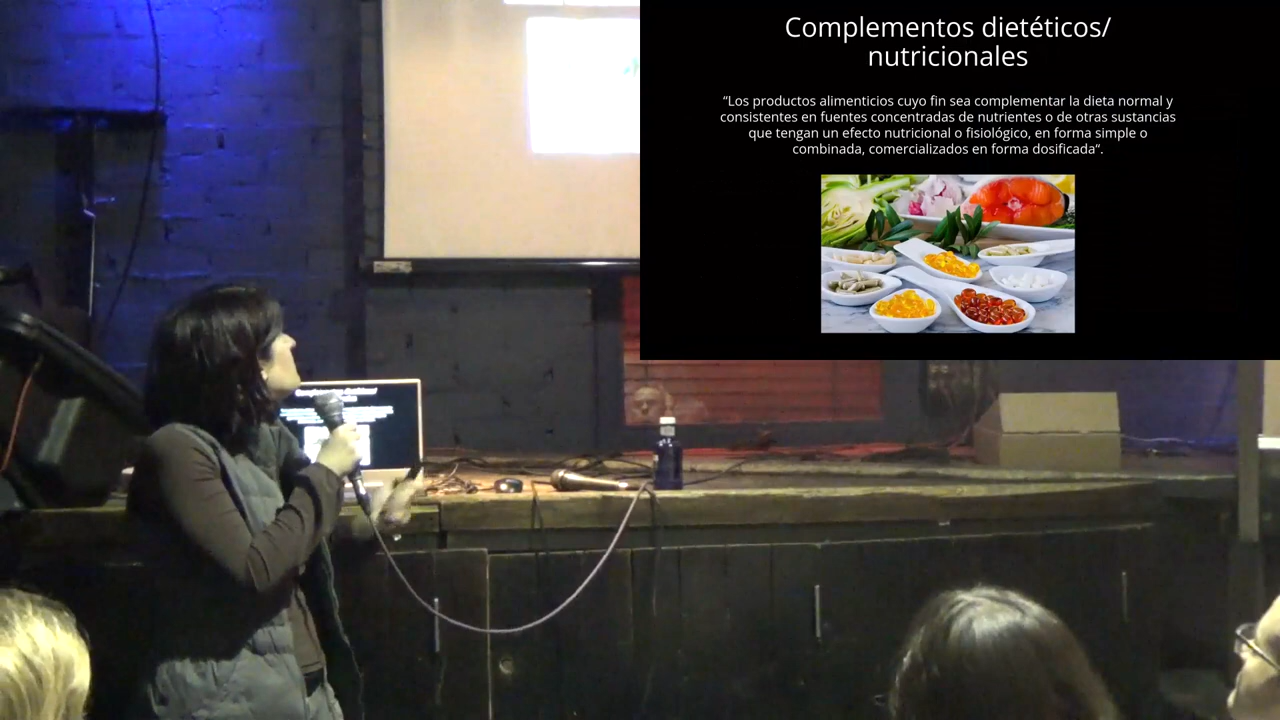 Complementos dietéticos/
nutricionales
“Los productos alimenticios cuyo fin sea complementar la dieta normal y
consistentes en fuentes concentradas de nutrientes o de otras sustancias
que tengan un efecto nutricional o fisiológico, en forma simple o
combinada, comercializados en forma dosificada“.